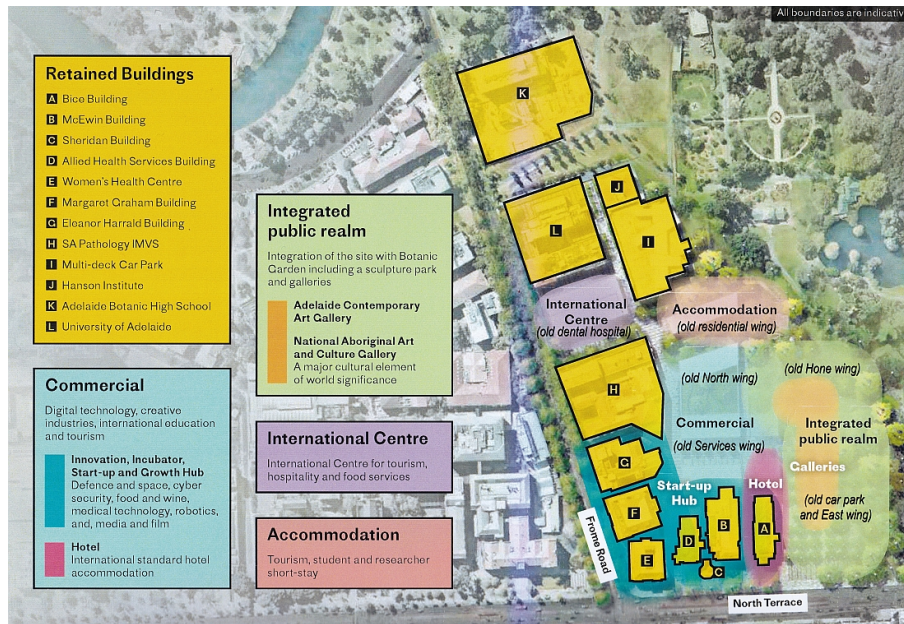 All boundaries are indicativ
Retained Buildings
A Bice Building
B McEwin Building
C Sheridan Building
D Allied Health Services Building
E Women's Health Centre
F Margaret Graham Building
G Eleanor Harrald Building
H SA Pathology IMVS
I Multi-deck Car Park
J Hanson Institute
K Adelaide Botanic High School
L University of Adelaide
Commercial
Digital technology, creative
industries, international education
and tourism
Innovation, Incubator,
Start-up and Growth Hub
Defence and space, cyber
security, food and wine,
medical technology, robotics,
and, media and film
Hotel
International standard hotel
accommodation
Integrated
public realm
Integration of the site with Botanic
Garden including a sculpture park
and galleries
Adelaide Contemporary
Art Gallery
National Aboriginal Art
and Culture Gallery
A major cultural element
of world significance
International Centre
International Centre for tourism,
hospitality and food services
Accommodation
Tourism, student and researcher
short-stay
K
J
L
I
International
Centre
(old dental hospital)
Accommodation
(old residential wing)
H
(old North wing)
(old Hone wing)
Commercial
(old Services wing)
Integrated
public realm
G
Start-up
Hub
Hotel
Galleries
(old car park
and East wing)
F
B
A
D
E
C
Frome Road
North Terrace